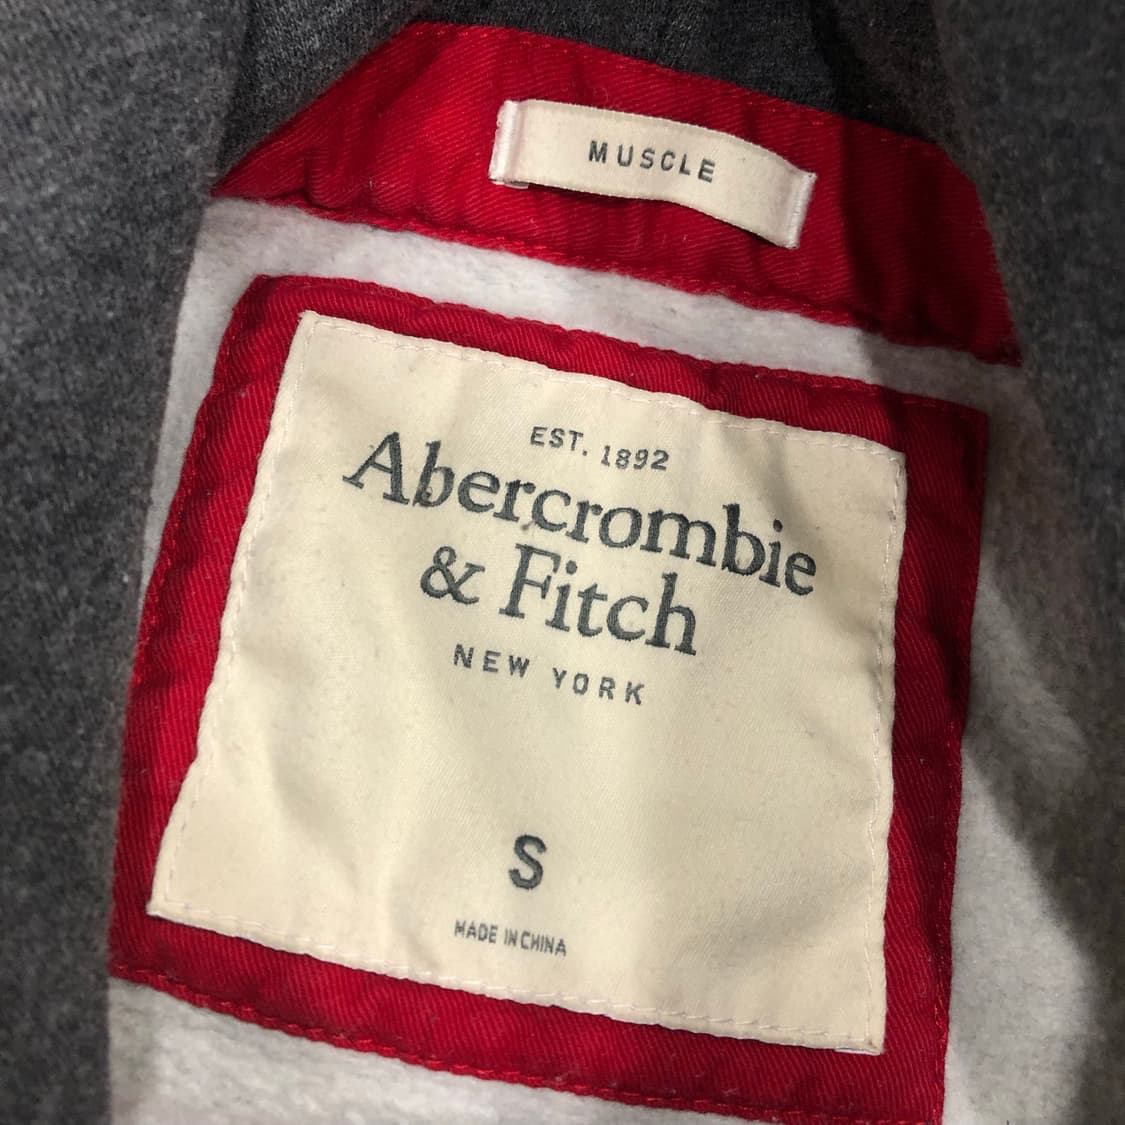 MUSCLE
EST. 1892
Abercrombie
& Fitch
NEW YORK
S
MADE IN CHINA